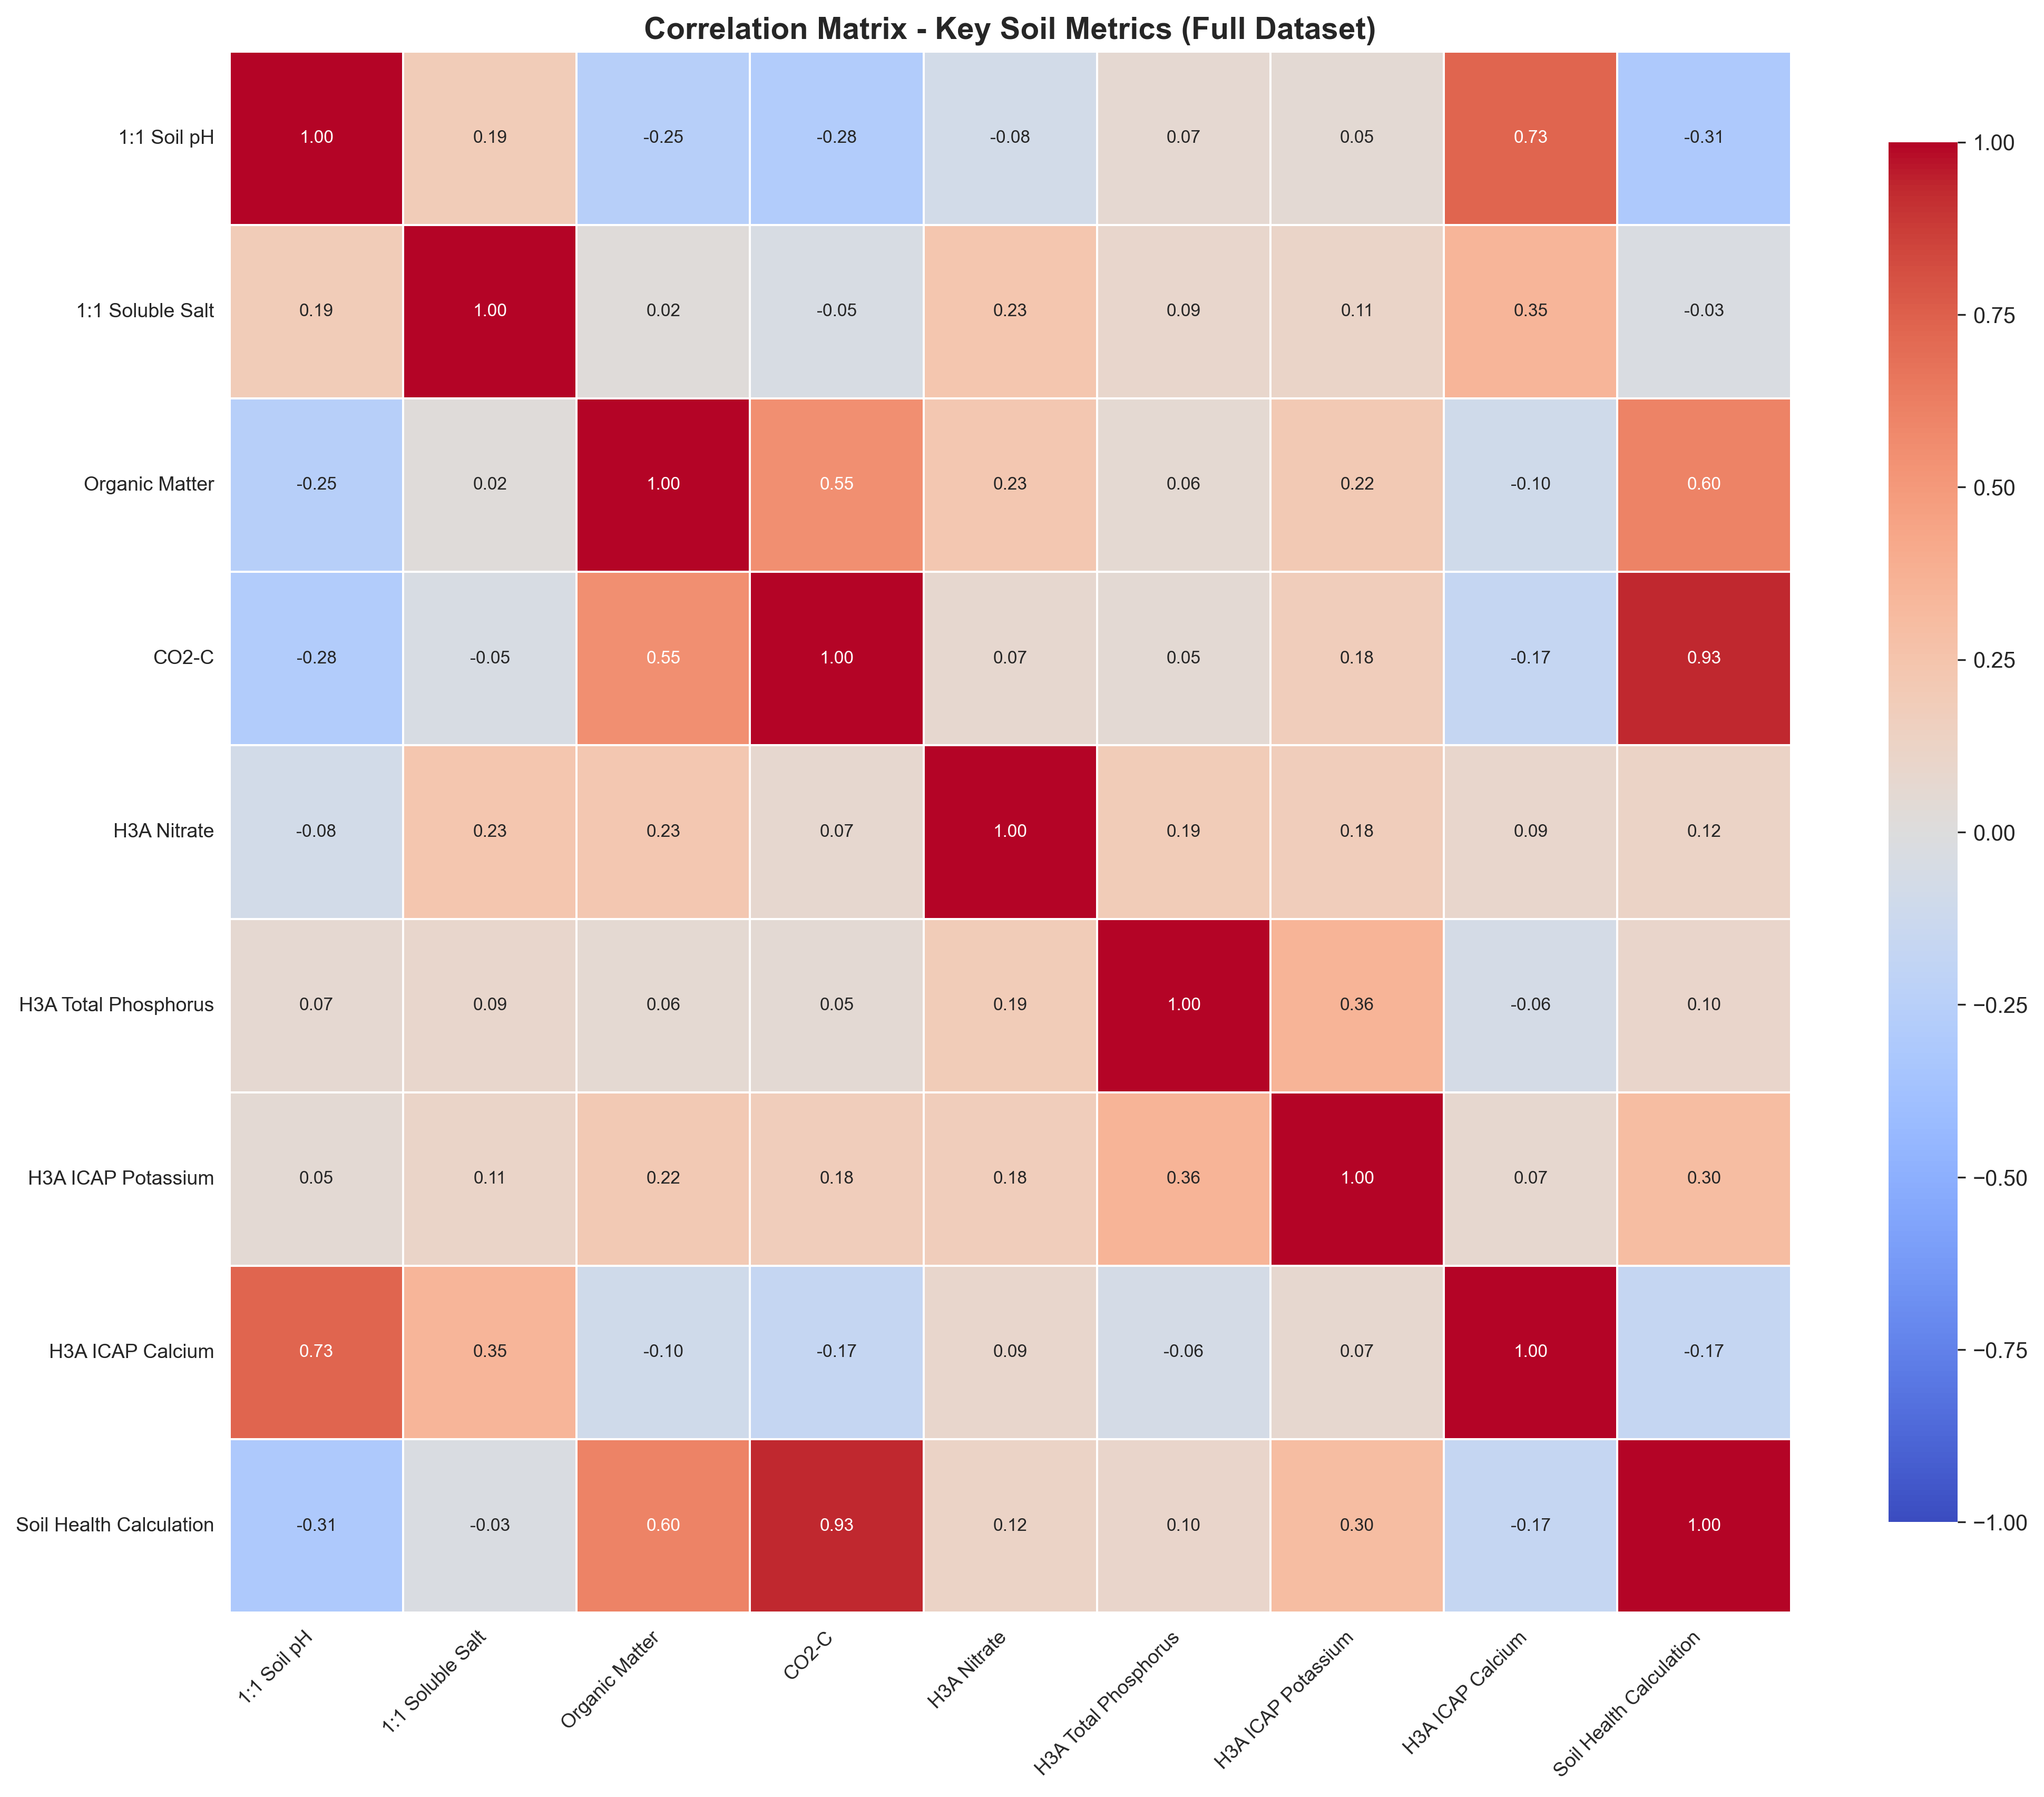 Correlation Matrix - Key Soil Metrics (Full Dataset)
1:1 Soil pH 1.00 0.19 -0.25 -0.28 -0.08 0.07 0.05 0.73 -0.31
1:1 Soluble Salt 0.19 1.00 0.02 -0.05 0.23 0.09 0.11 0.35 -0.03
Organic Matter -0.25 0.02 1.00 0.55 0.23 0.06 0.22 -0.10 0.60
CO2-C -0.28 -0.05 0.55 1.00 0.07 0.05 0.18 -0.17 0.93
H3A Nitrate -0.08 0.23 0.23 0.07 1.00 0.19 0.18 0.09 0.12
H3A Total Phosphorus 0.07 0.09 0.06 0.05 0.19 1.00 0.36 -0.06 0.10
H3A ICAP Potassium 0.05 0.11 0.22 0.18 0.18 0.36 1.00 0.07 0.30
H3A ICAP Calcium 0.73 0.35 -0.10 -0.17 0.09 -0.06 0.07 1.00 -0.17
Soil Health Calculation -0.31 -0.03 0.60 0.93 0.12 0.10 0.30 -0.17 1.00
1:1 Soil pH
1:1 Soluble Salt
Organic Matter
CO2-C
H3A Nitrate
H3A Total Phosphorus
H3A ICAP Potassium
H3A ICAP Calcium
Soil Health Calculation
1.00
0.75
0.50
0.25
0.00
−0.25
−0.50
−0.75
−1.00